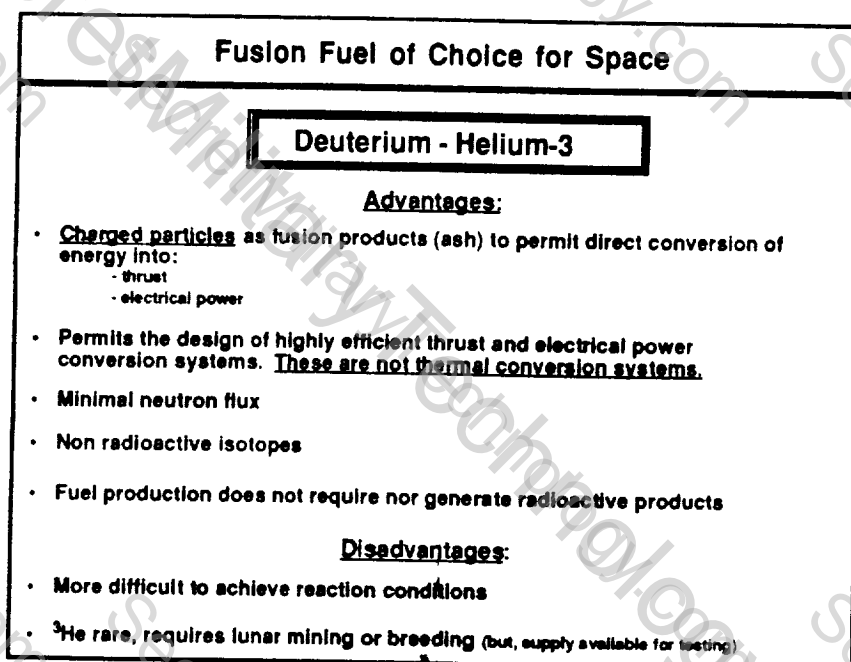 Fusion Fuel of Choice for Space
Deuterium - Helium-3
Advantages:
· Charged particles as fusion products (ash) to permit direct conversion of
energy into:
- thrust
- electrical power
· Permits the design of highly efficient thrust and electrical power
conversion systems. These are not thermal conversion systems.
· Minimal neutron flux
· Non radioactive isotopes
· Fuel production does not require nor generate radioactive products
Disadvantages:
· More difficult to achieve reaction conditions
· ³He rare, requires lunar mining or breeding (but, supply available for testing)
SecretMilitaryTechnology.com